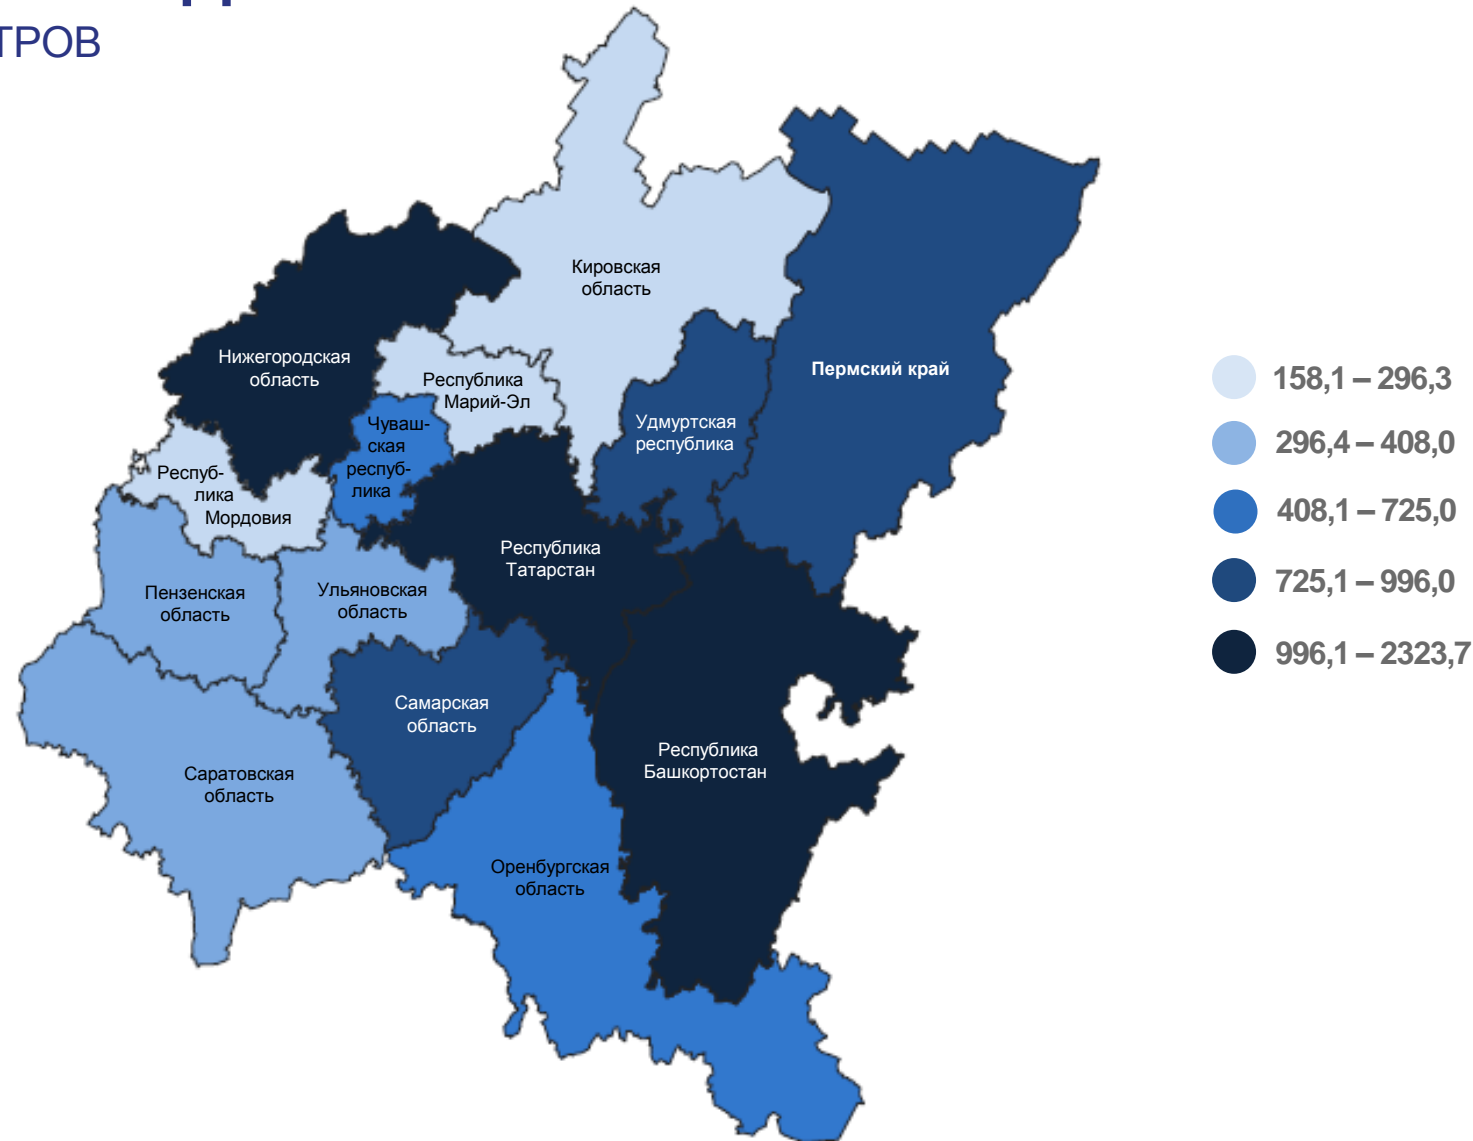 ТРОВ
Кировская
область
Нижегородская
область
Республика
Марий-Эл
Пермский край
Чуваш-
ская
респуб-
лика
Удмуртская
республика
Респуб-
лика
Мордовия
Республика
Татарстан
Пензенская
область
Ульяновская
область
Самарская
область
Республика
Башкортостан
Саратовская
область
Оренбургская
область
158,1 – 296,3
296,4 – 408,0
408,1 – 725,0
725,1 – 996,0
996,1 – 2323,7